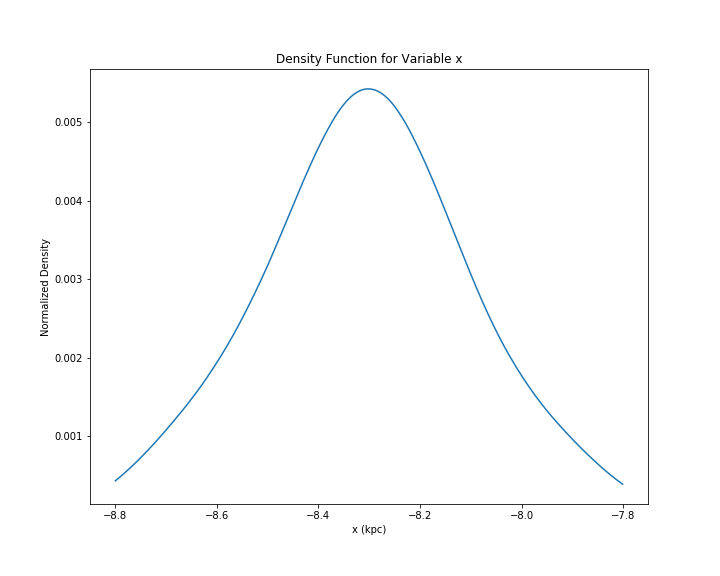 Density Function for Variable x
Normalized Density
0.005
0.004
0.003
0.002
0.001
−8.8 −8.6 −8.4 −8.2 −8.0 −7.8
x (kpc)